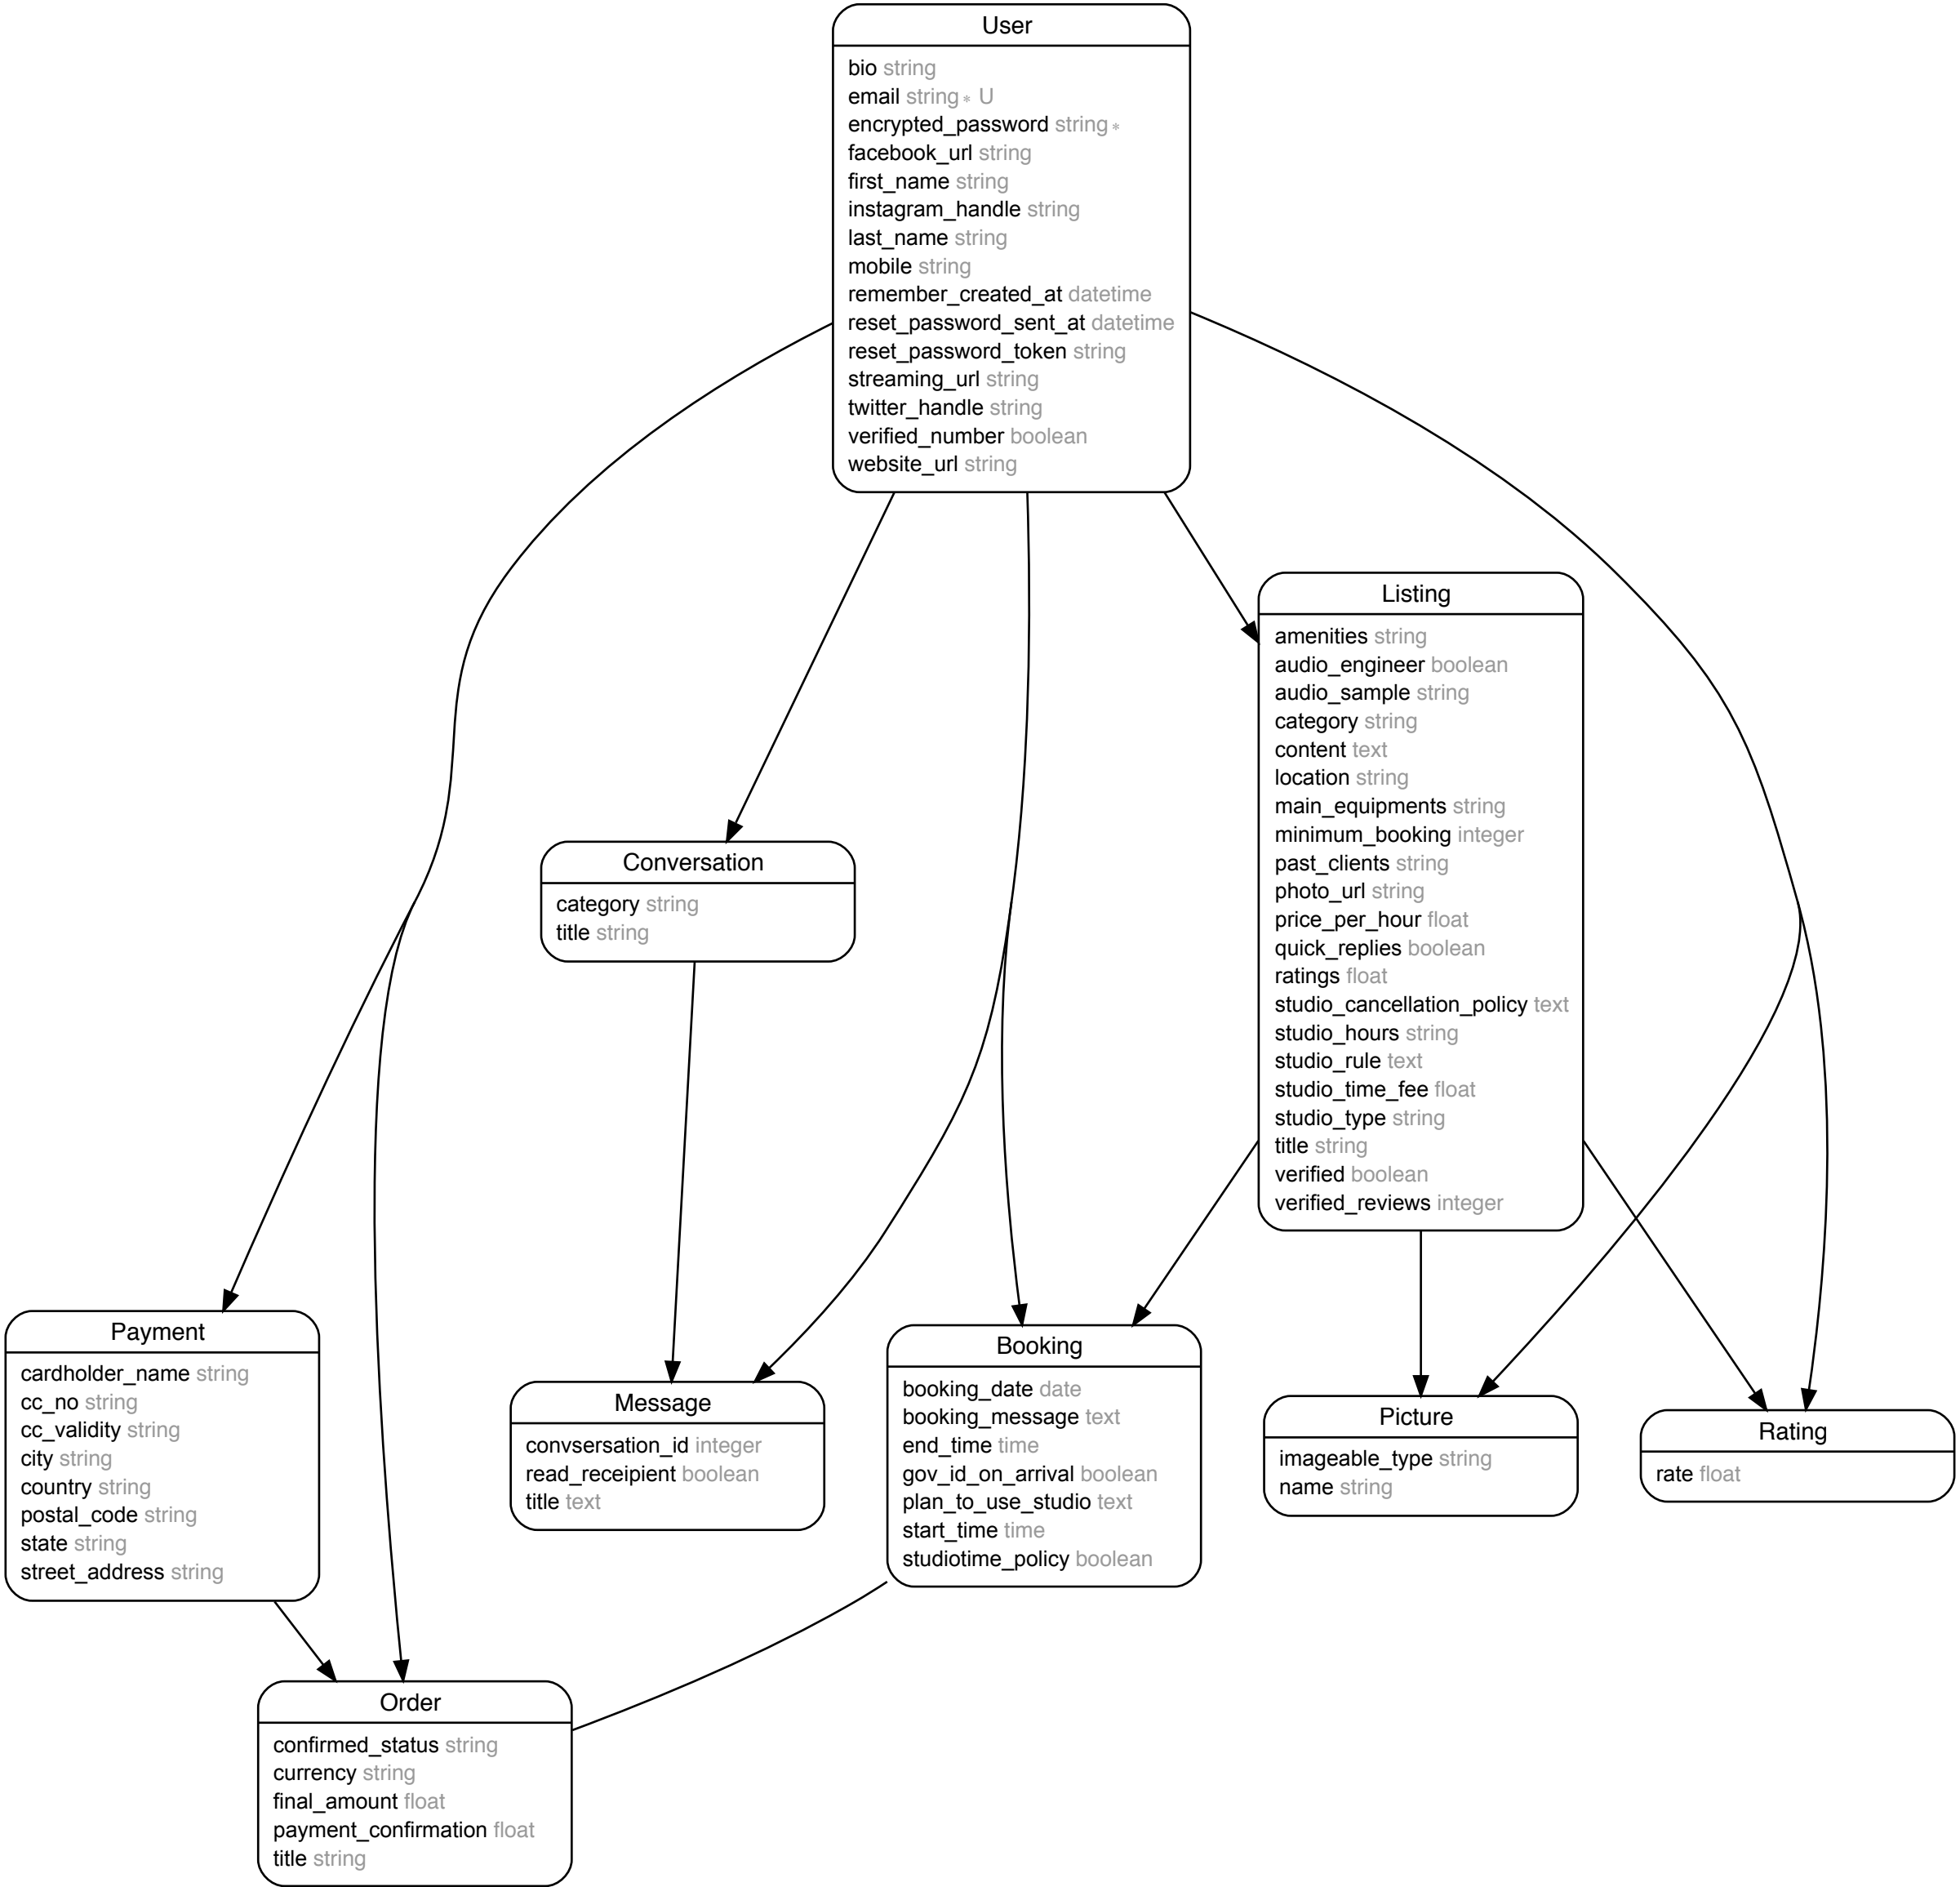 User
bio string
email string* U
encrypted_password string*
facebook_url string
first_name string
instagram_handle string
last_name string
mobile string
remember_created_at datetime
reset_password_sent_at datetime
reset_password_token string
streaming_url string
twitter_handle string
verified_number boolean
website_url string
Listing
amenities string
audio_engineer boolean
audio_sample string
category string
content text
location string
main_equipments string
minimum_booking integer
past_clients string
photo_url string
price_per_hour float
quick_replies boolean
ratings float
studio_cancellation_policy text
studio_hours string
studio_rule text
studio_time_fee float
studio_type string
title string
verified boolean
verified_reviews integer
Conversation
category string
title string
Payment
cardholder_name string
cc_no string
cc_validity string
city string
country string
postal_code string
state string
street_address string
Message
convsersation_id integer
read_receipient boolean
title text
Booking
booking_date date
booking_message text
end_time time
gov_id_on_arrival boolean
plan_to_use_studio text
start_time time
studiotime_policy boolean
Picture
imageable_type string
name string
Rating
rate float
Order
confirmed_status string
currency string
final_amount float
payment_confirmation float
title string